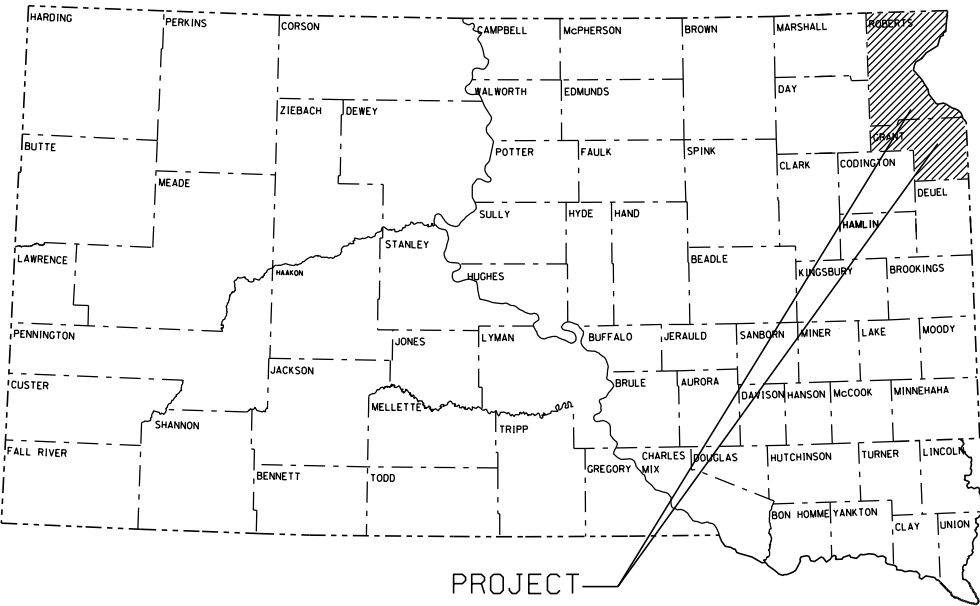 HARDING
PERKINS
CORSON
CAMPBELL
McPHERSON
BROWN
MARSHALL
ROBERTS
WALWORTH
EDMUNDS
DAY
ZIEBACH
DEWEY
GRANT
BUTTE
POTTER
FAULK
SPINK
CLARK
CODINGTON
MEADE
DEUEL
SULLY
HYDE
HAND
HAMLIN
STANLEY
LAWRENCE
HAAKON
HUGHES
BEADLE
KINGSBURY
BROOKINGS
PENNINGTON
JONES
LYMAN
BUFFALO
JERAULD
SANBORN
MINER
LAKE
MOODY
JACKSON
CUSTER
BRULE
AURORA
DAVISON
HANSON
McCOOK
MINNEHAHA
MELLETTE
SHANNON
TRIPP
FALL RIVER
GREGORY
CHARLES
MIX
DOUGLAS
HUTCHINSON
TURNER
LINCOLN
BENNETT
TODD
BON HOMME
YANKTON
CLAY
UNION
PROJECT